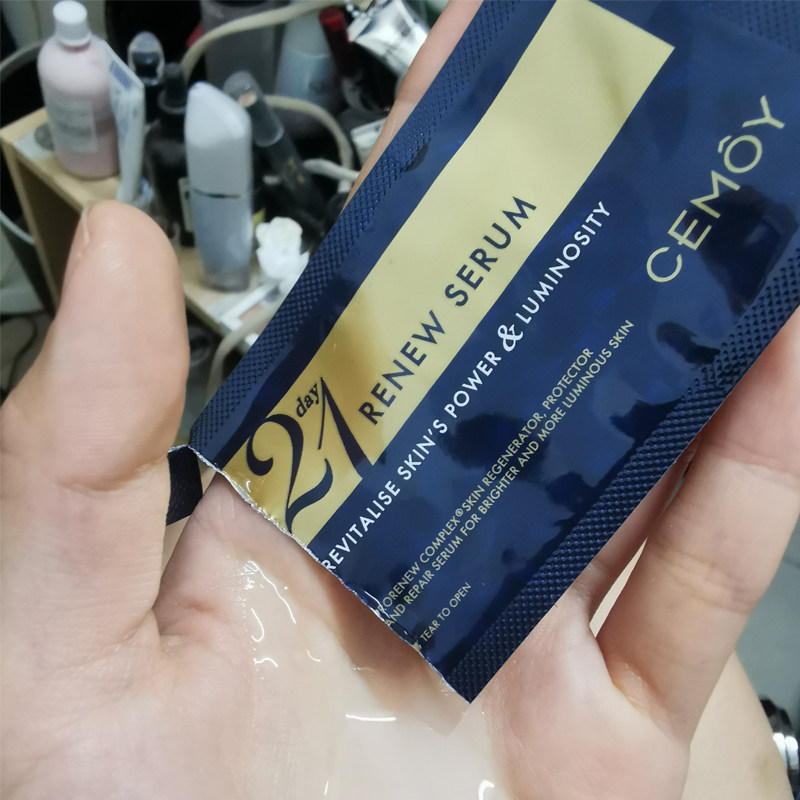 CEMÔY
21
day
RENEW SERUM
REVITALISE SKIN'S POWER & LUMINOSITY
COMPLEX® SKIN REGENERATOR, PROTECTOR
AND REPAIR SERUM FOR BRIGHTER AND MORE LUMINOUS SKIN
TEAR TO OPEN